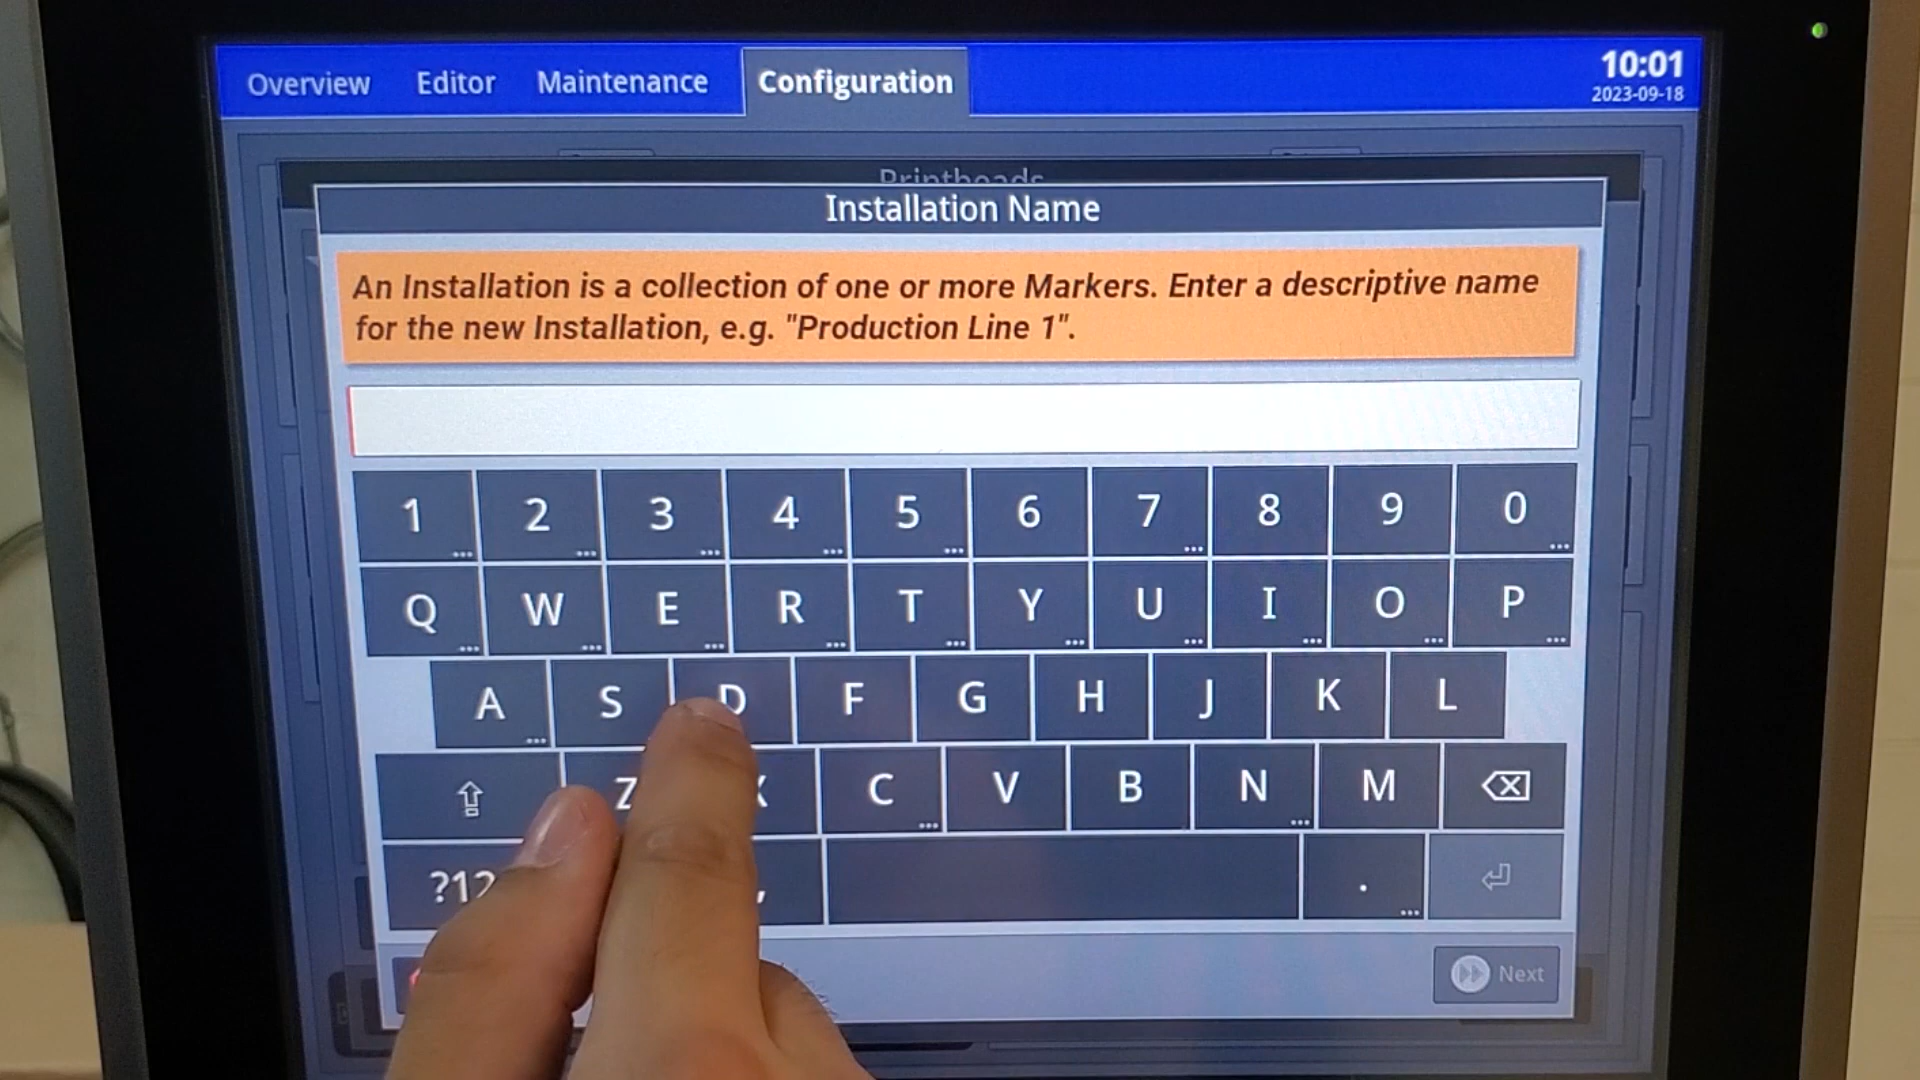 Overview Editor Maintenance Configuration
10:01
2023-09-18
Printheads
Installation Name
An Installation is a collection of one or more Markers. Enter a descriptive name
for the new Installation, e.g. "Production Line 1".
1 2 3 4 5 6 7 8 9 0
Q W E R T Y U I O P
A S D F G H J K L
Z X C V B N M
?12 , .
Next